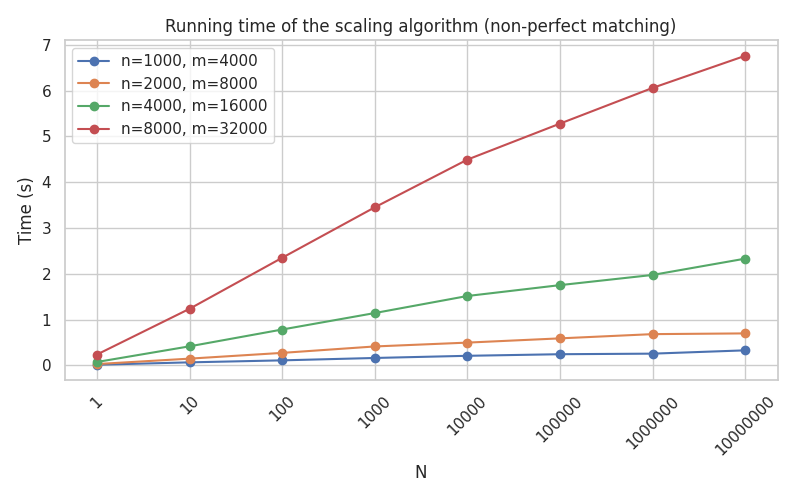 Running time of the scaling algorithm (non-perfect matching)
n=1000, m=4000
n=2000, m=8000
n=4000, m=16000
n=8000, m=32000
Time (s)
7
6
5
4
3
2
1
0
1
10
100
1000
10000
100000
1000000
10000000
N